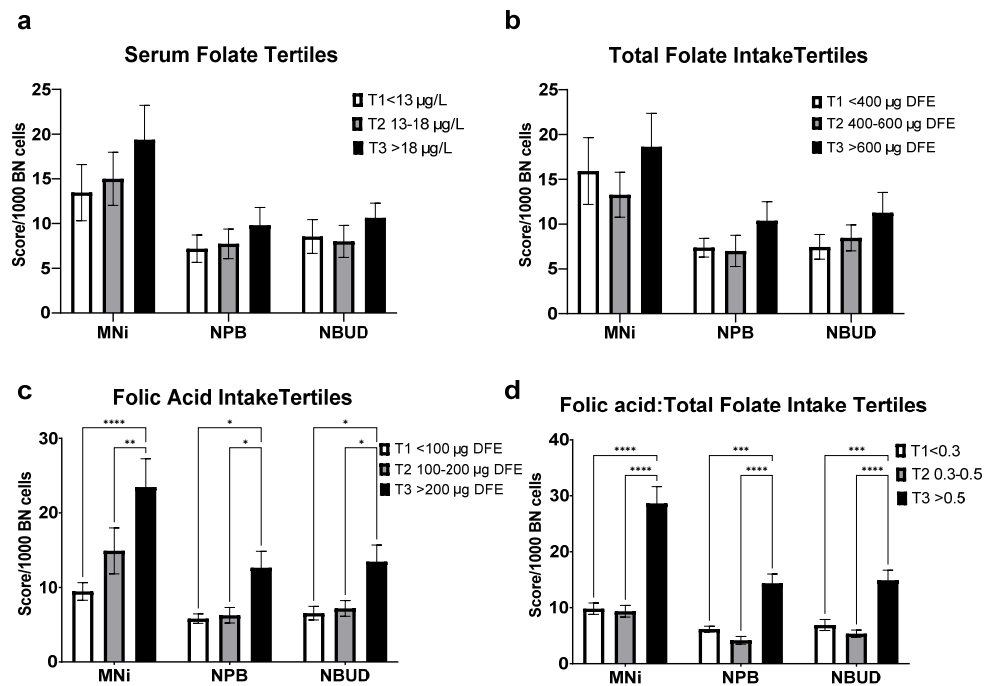 a
Serum Folate Tertiles
Score/1000 BN cells
25
20
15
10
5
0
MNi
NPB
NBUD
T1<13 µg/L
T2 13-18 µg/L
T3 >18 µg/L
b
Total Folate IntakeTertiles
Score/1000 BN cells
25
20
15
10
5
0
MNi
NPB
NBUD
T1 <400 µg DFE
T2 400-600 µg DFE
T3 >600 µg DFE
c
Folic Acid IntakeTertiles
Score/1000 BN cells
30
20
10
0
****
**
*
*
*
*
MNi
NPB
NBUD
T1 <100 µg DFE
T2 100-200 µg DFE
T3 >200 µg DFE
d
Folic acid:Total Folate Intake Tertiles
Score/1000 BN cells
40
30
20
10
0
****
****
***
****
***
****
MNi
NPB
NBUD
T1<0.3
T2 0.3-0.5
T3 >0.5